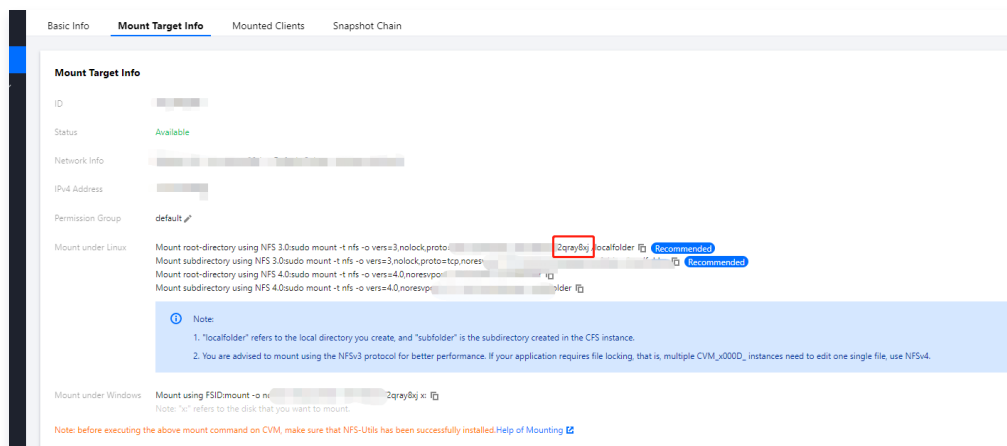 Basic Info Mount Target Info Mounted Clients Snapshot Chain
Mount Target Info
ID
Status Available
Network Info
IPv4 Address
Permission Group default
Mount under Linux Mount root-directory using NFS 3.0:sudo mount -t nfs -o vers=3,nolock,proto= 2qray8xj /localfolder Recommended
Mount subdirectory using NFS 3.0:sudo mount -t nfs -o vers=3,nolock,proto=tcp,noresv Recommended
Mount root-directory using NFS 4.0:sudo mount -t nfs -o vers=4.0,noresvport
Mount subdirectory using NFS 4.0:sudo mount -t nfs -o vers=4.0,noresvpo older
Note:
1. "localfolder" refers to the local directory you create, and "subfolder" is the subdirectory created in the CFS instance.
2. You are advised to mount using the NFSv3 protocol for better performance. If your application requires file locking, that is, multiple CVM_x000D_ instances need to edit one single file, use NFSv4.
Mount under Windows Mount using FSID:mount -o n 2qray8xj x:
Note: "x:" refers to the disk that you want to mount.
Note: before executing the above mount command on CVM, make sure that NFS-Utils has been successfully installed.Help of Mounting